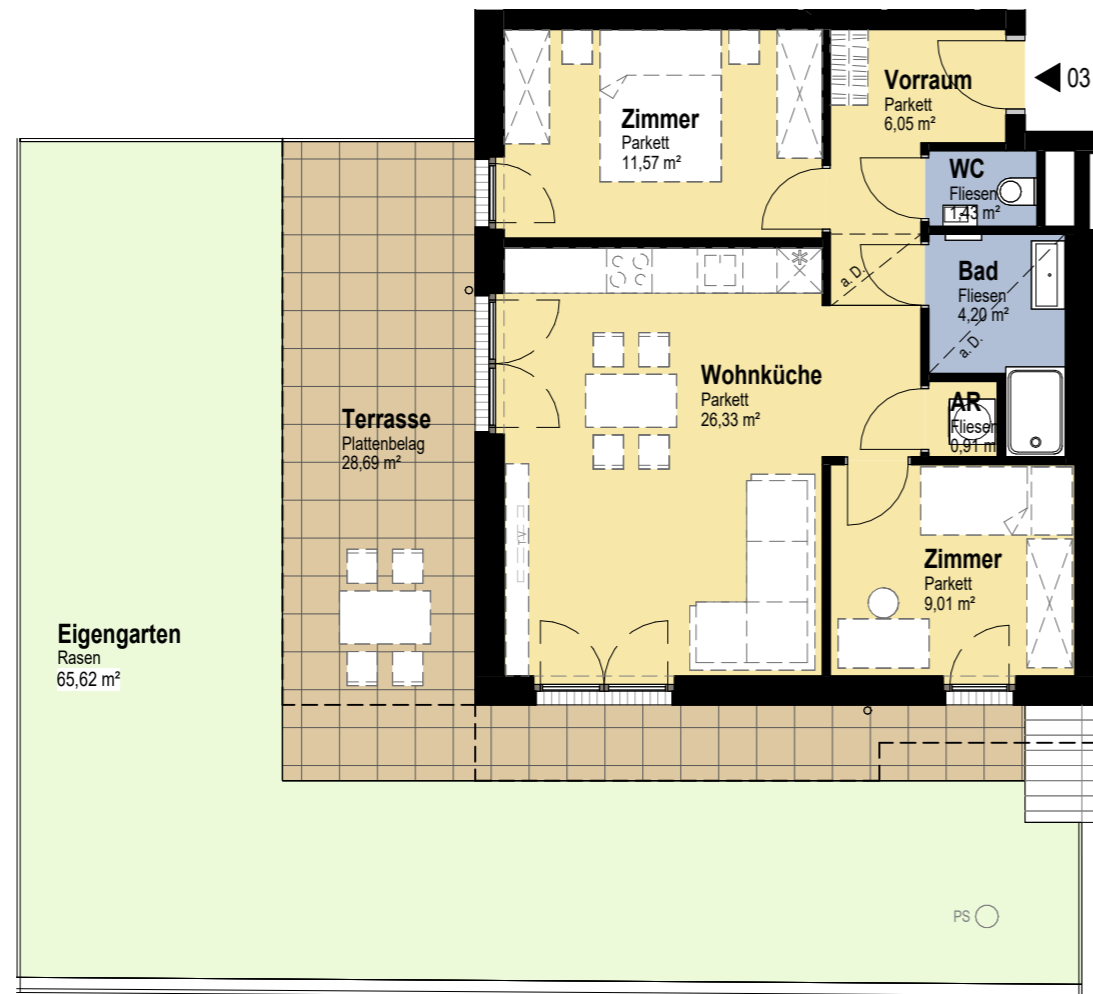 Vorraum
Parkett
6,05 m²
03
Zimmer
Parkett
11,57 m²
WC
Fliesen
1,43 m²
a. D.
Bad
Fliesen
4,20 m²
a. D.
Wohnküche
Parkett
26,33 m²
AR
Fliesen
0,91 m
Terrasse
Plattenbelag
28,69 m²
TV
Zimmer
Parkett
9,01 m²
Eigengarten
Rasen
65,62 m²
PS